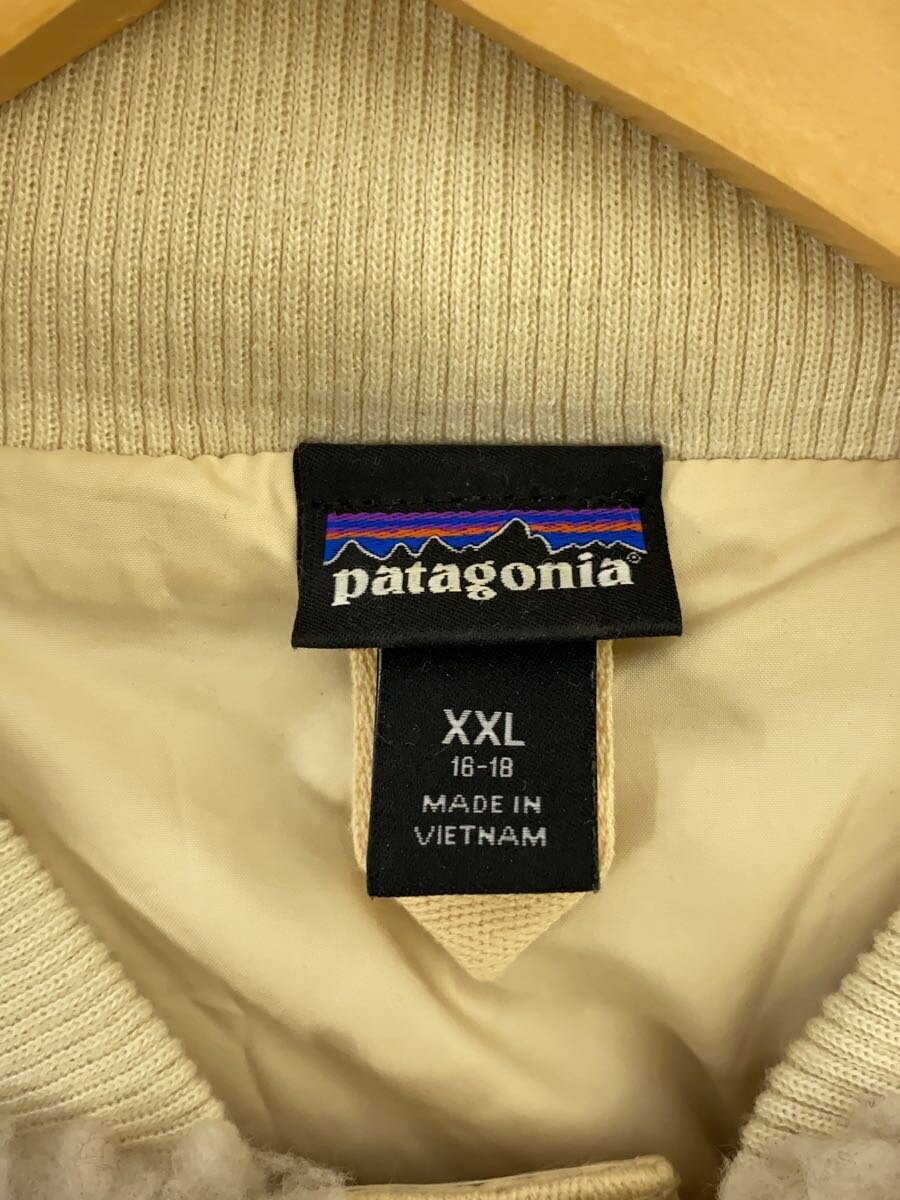 patagonia®
XXL
16-18
MADE IN
VIETNAM